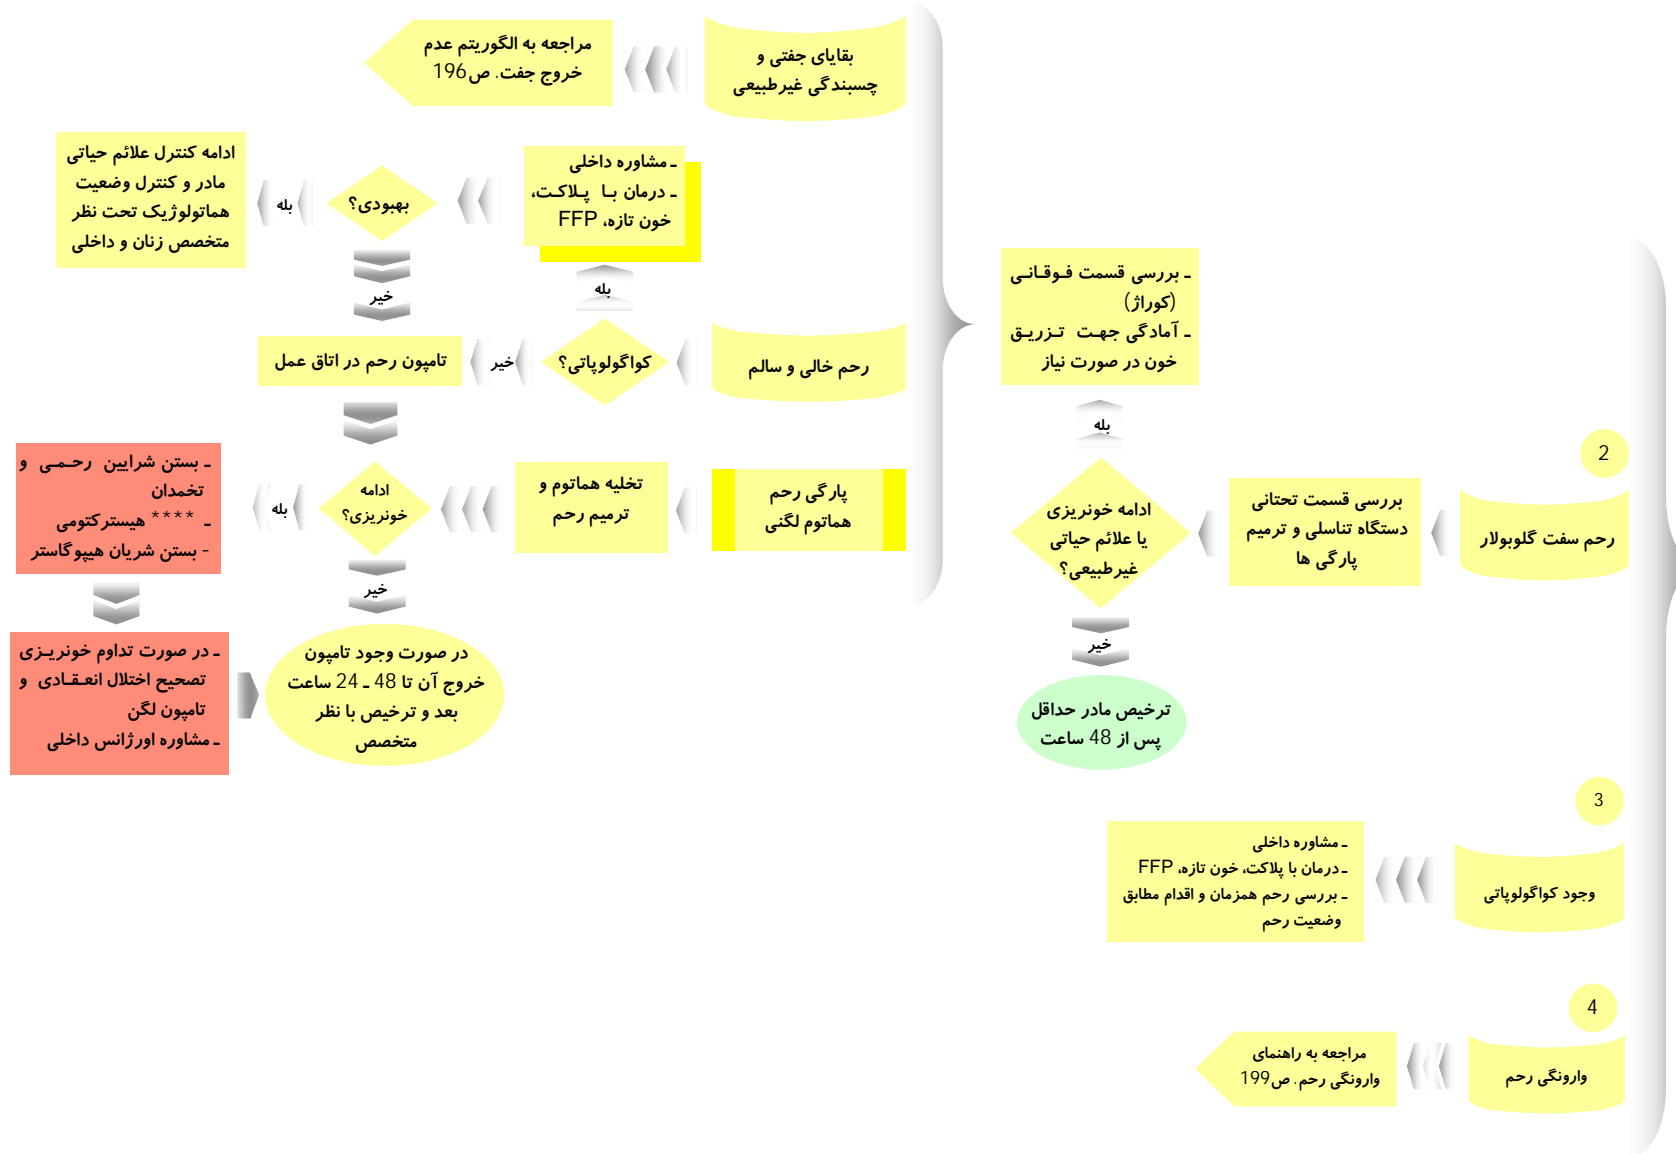 2
رحم سفت گلوبولار
بررسی قسمت تحتانی
دستگاه تناسلی و ترمیم
پارگی ها
ادامه خونریزی
یا علائم حیاتی
غیرطبیعی؟
بله
ـ بررسی قسمت فوقانی
(کوراژ)
ـ آمادگی جهت تزریق
خون در صورت نیاز
خیر
ترخیص مادر حداقل
پس از 48 ساعت
بقایای جفتی و
چسبندگی غیرطبیعی
مراجعه به الگوریتم عدم
خروج جفت. ص196
رحم خالی و سالم
کواگولوپاتی؟
بله
ـ مشاوره داخلی
ـ درمان با پلاکت،
خون تازه، FFP
بهبودی؟
بله
ادامه کنترل علائم حیاتی
مادر و کنترل وضعیت
هماتولوژیک تحت نظر
متخصص زنان و داخلی
خیر
خیر
تامپون رحم در اتاق عمل
پارگی رحم
هماتوم لگنی
تخلیه هماتوم و
ترمیم رحم
ادامه
خونریزی؟
بله
ـ بستن شرایین رحمی و
تخمدان
ـ **** هیسترکتومی
- بستن شریان هیپوگاستر
ـ در صورت تداوم خونریزی
تصحیح اختلال انعقادی و
تامپون لگن
ـ مشاوره اورژانس داخلی
خیر
در صورت وجود تامپون
خروج آن تا 48 ـ 24 ساعت
بعد و ترخیص با نظر
متخصص
3
وجود کواگولوپاتی
ـ مشاوره داخلی
ـ درمان با پلاکت، خون تازه، FFP
ـ بررسی رحم همزمان و اقدام مطابق
وضعیت رحم
4
وارونگی رحم
مراجعه به راهنمای
وارونگی رحم. ص199